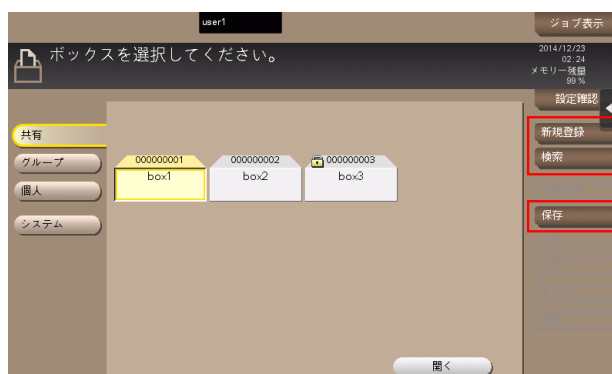 user1
ジョブ表示
ボックスを選択してください。
2014/12/23
02:24
メモリー残量
99 %
設定確認
共有
グループ
個人
システム
000000001
box1
000000002
box2
000000003
box3
新規登録
検索
保存
開く